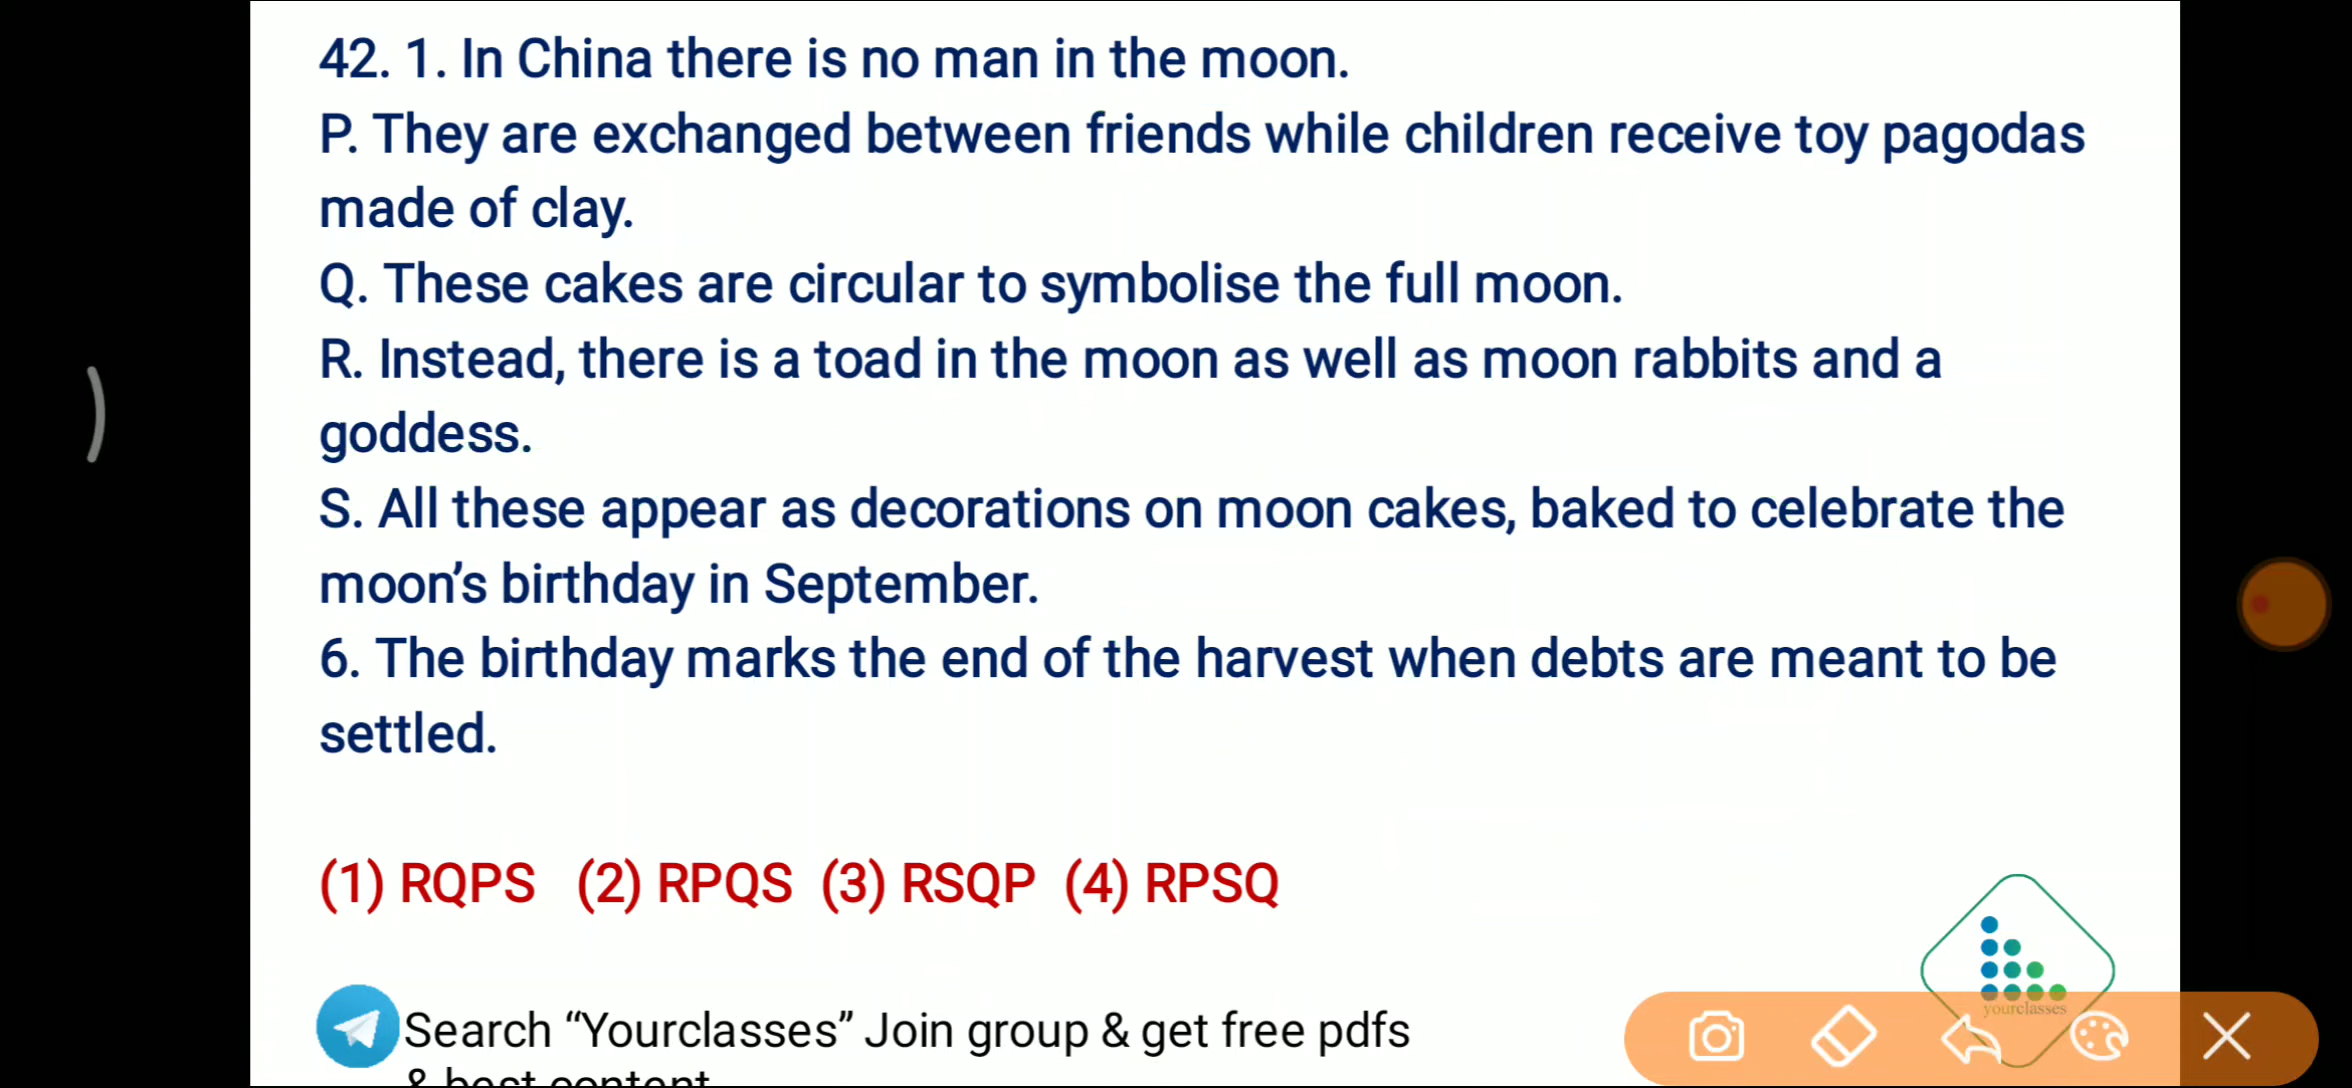 42. 1. In China there is no man in the moon.
P. They are exchanged between friends while children receive toy pagodas
made of clay.
Q. These cakes are circular to symbolise the full moon.
R. Instead, there is a toad in the moon as well as moon rabbits and a
goddess.
S. All these appear as decorations on moon cakes, baked to celebrate the
moon’s birthday in September.
6. The birthday marks the end of the harvest when debts are meant to be
settled.
(1) RQPS (2) RPQS (3) RSQP (4) RPSQ
yourclasses
Search “Yourclasses” Join group & get free pdfs
& best content